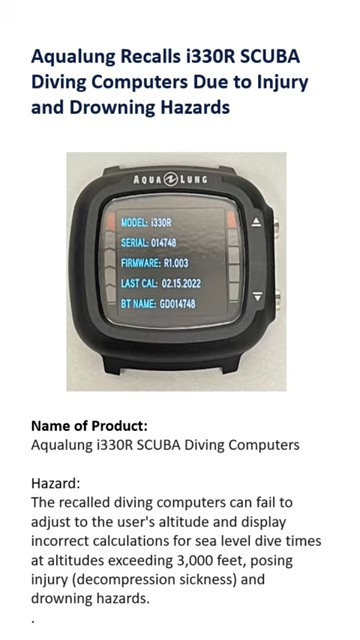 Aqualung Recalls i330R SCUBA
Diving Computers Due to Injury
and Drowning Hazards
AQUA LUNG
MODEL: i330R
SERIAL: 014748
FIRMWARE: R1.003
LAST CAL: 02.15.2022
BT NAME: GD014748
Name of Product:
Aqualung i330R SCUBA Diving Computers
Hazard:
The recalled diving computers can fail to
adjust to the user's altitude and display
incorrect calculations for sea level dive times
at altitudes exceeding 3,000 feet, posing
injury (decompression sickness) and
drowning hazards.
.